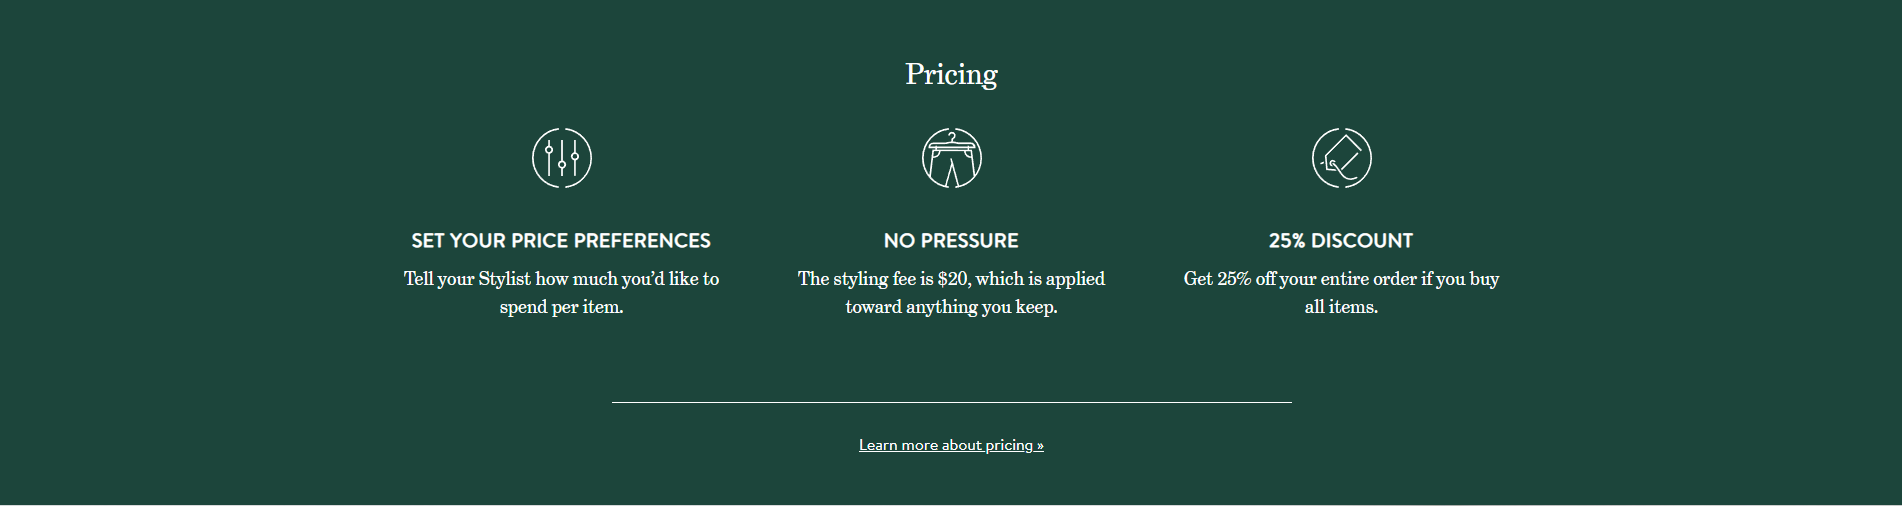 Pricing
SET YOUR PRICE PREFERENCES
Tell your Stylist how much you’d like to
spend per item.
NO PRESSURE
The styling fee is $20, which is applied
toward anything you keep.
25% DISCOUNT
Get 25% off your entire order if you buy
all items.
Learn more about pricing »